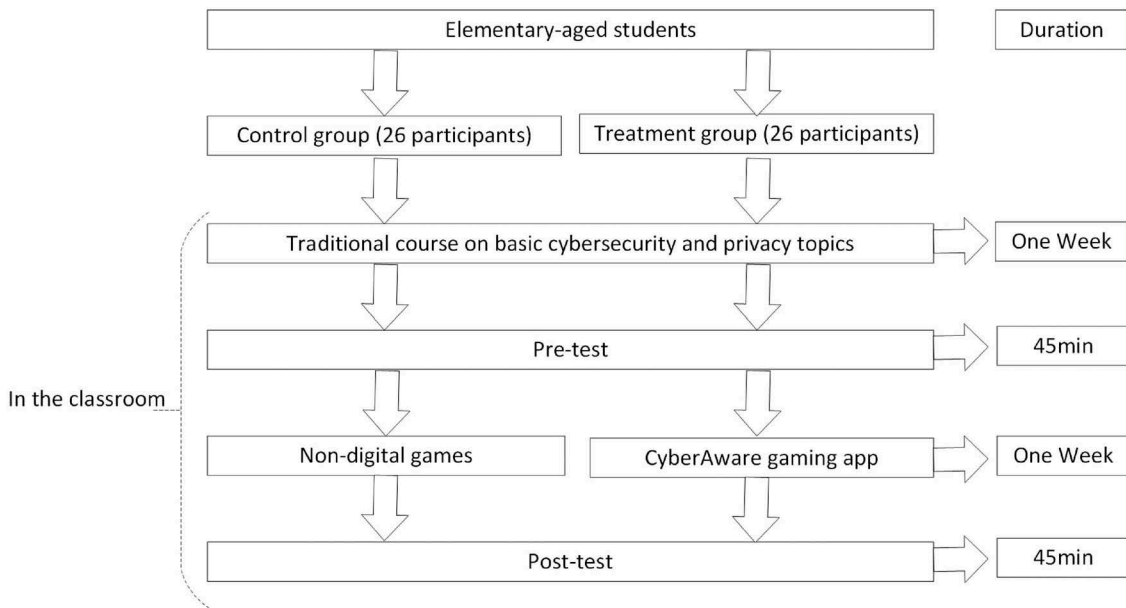 Elementary-aged students
Duration
Control group (26 participants)
Treatment group (26 participants)
Traditional course on basic cybersecurity and privacy topics
One Week
Pre-test
45min
In the classroom
Non-digital games
CyberAware gaming app
One Week
Post-test
45min